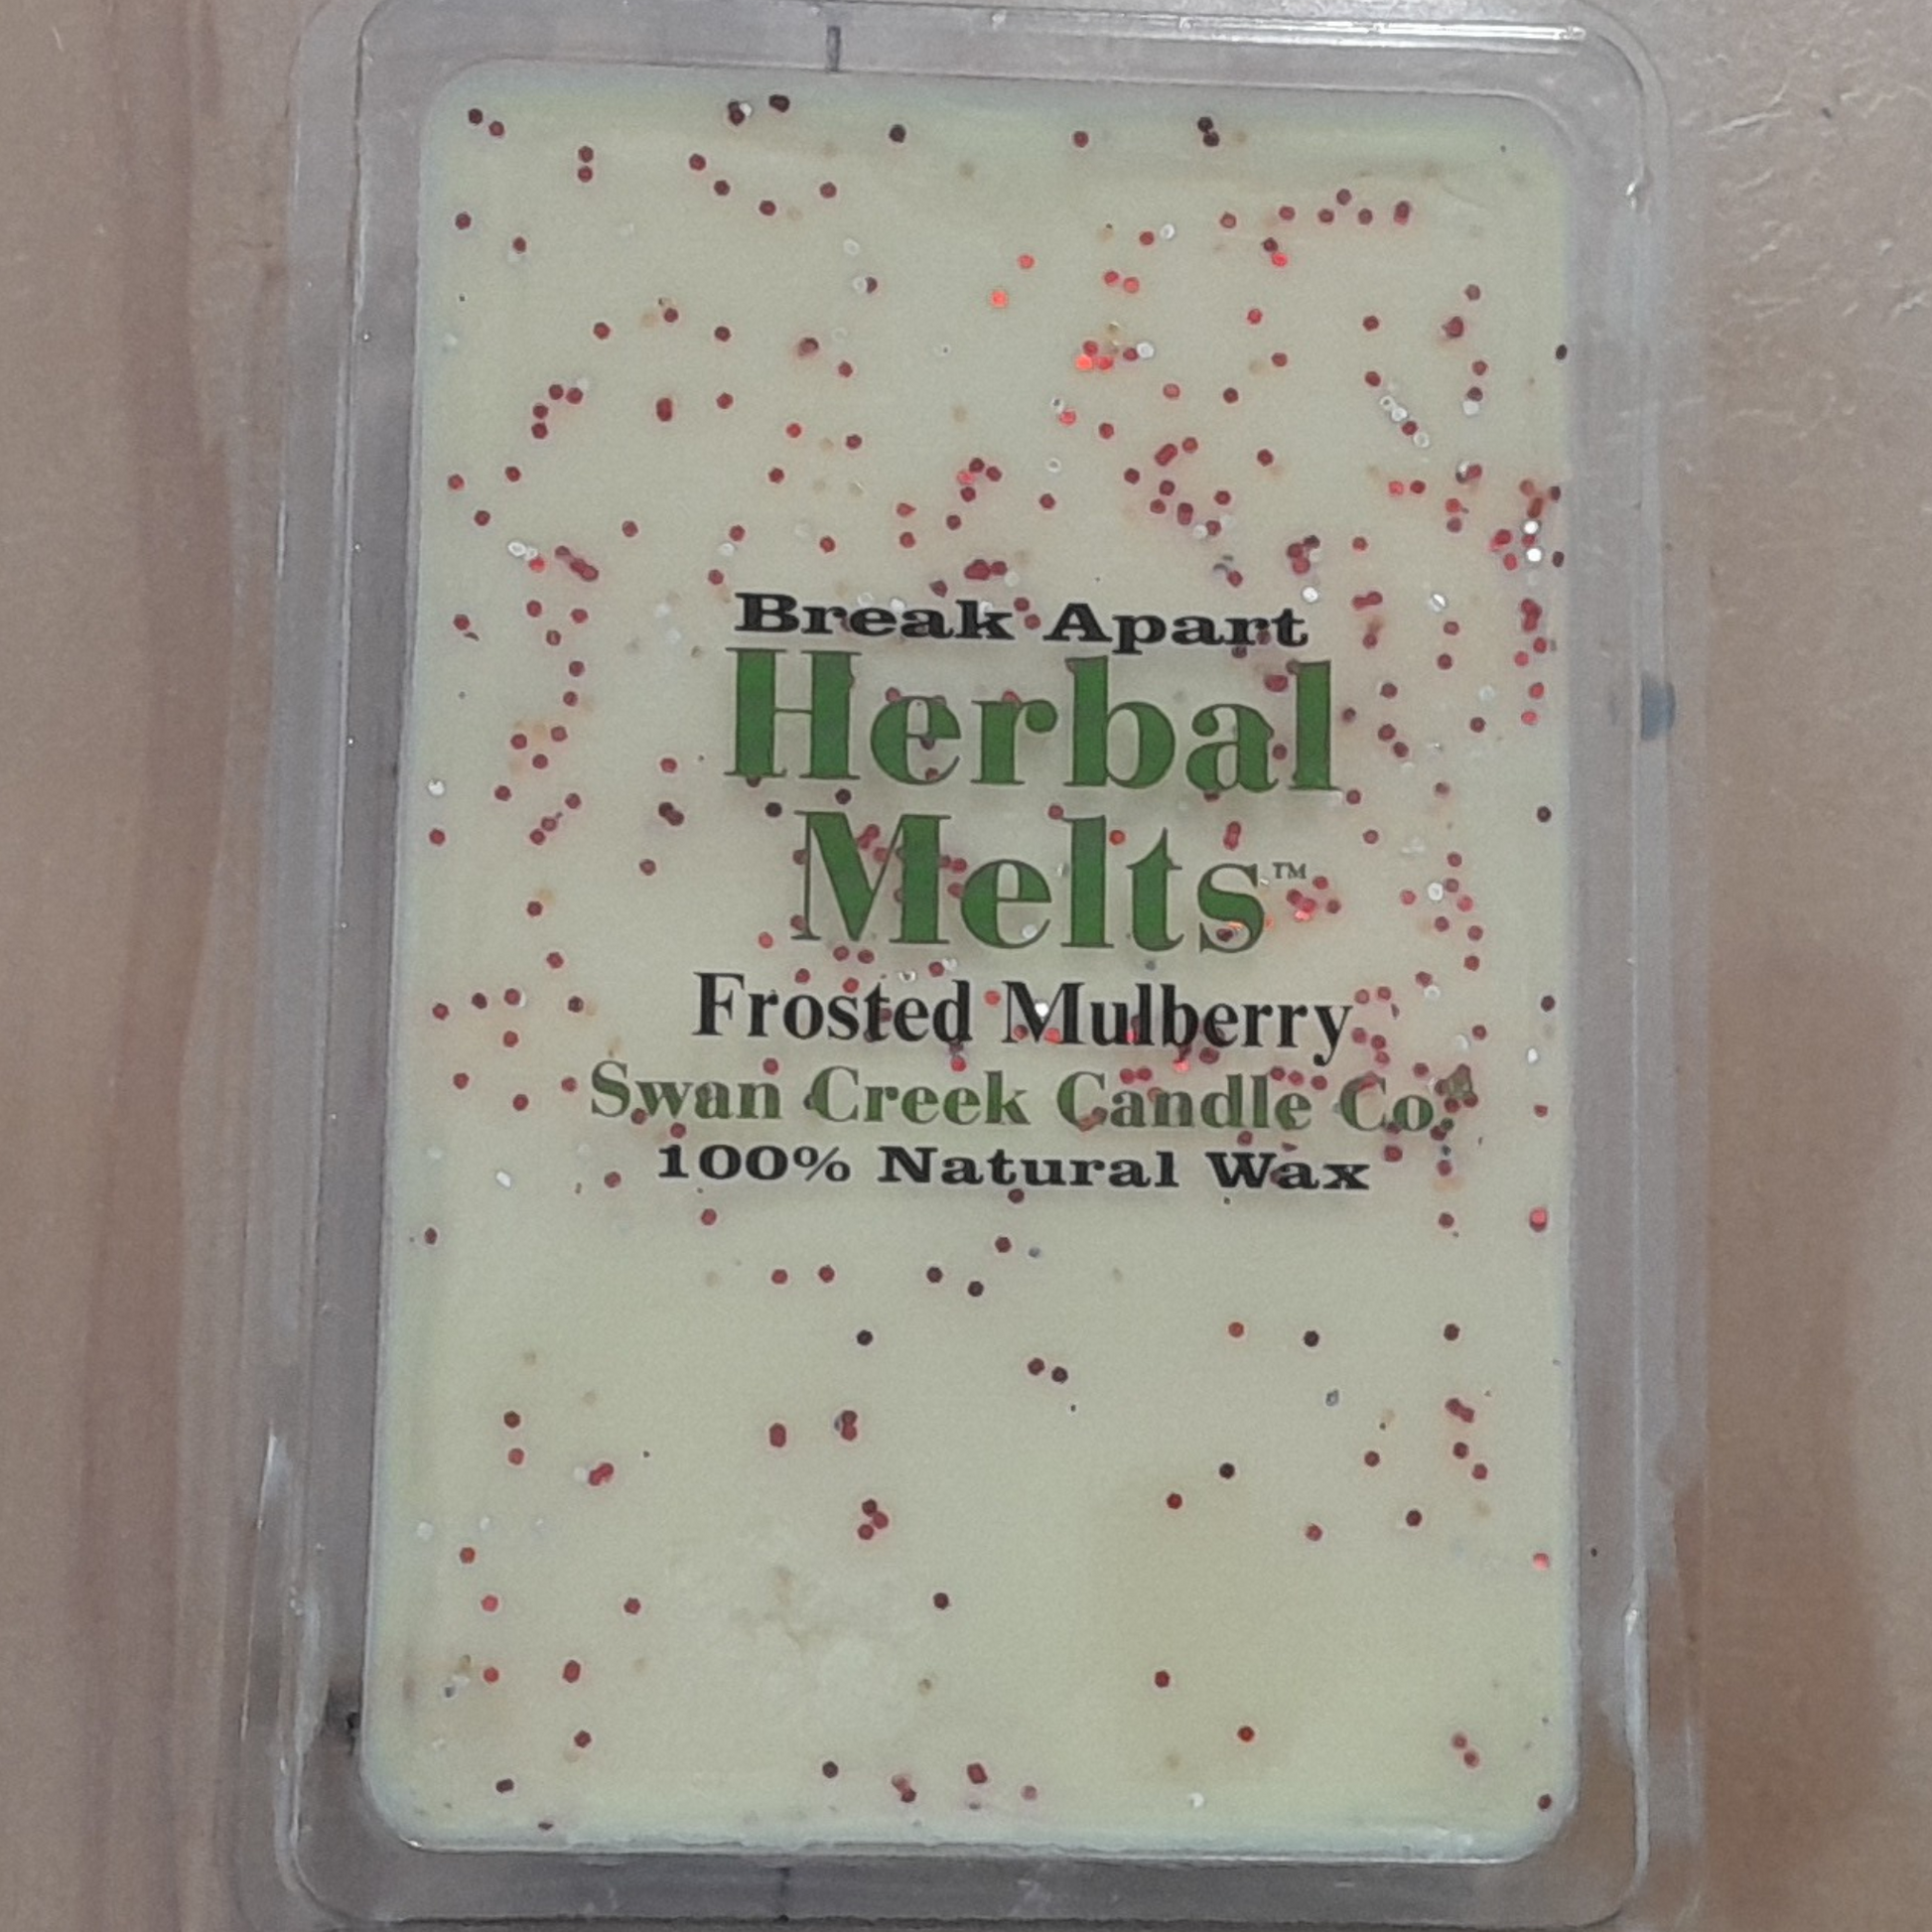 Break Apart
Herbal
Melts™
Frosted Mulberry
Swan Creek Candle Co.
100% Natural Wax